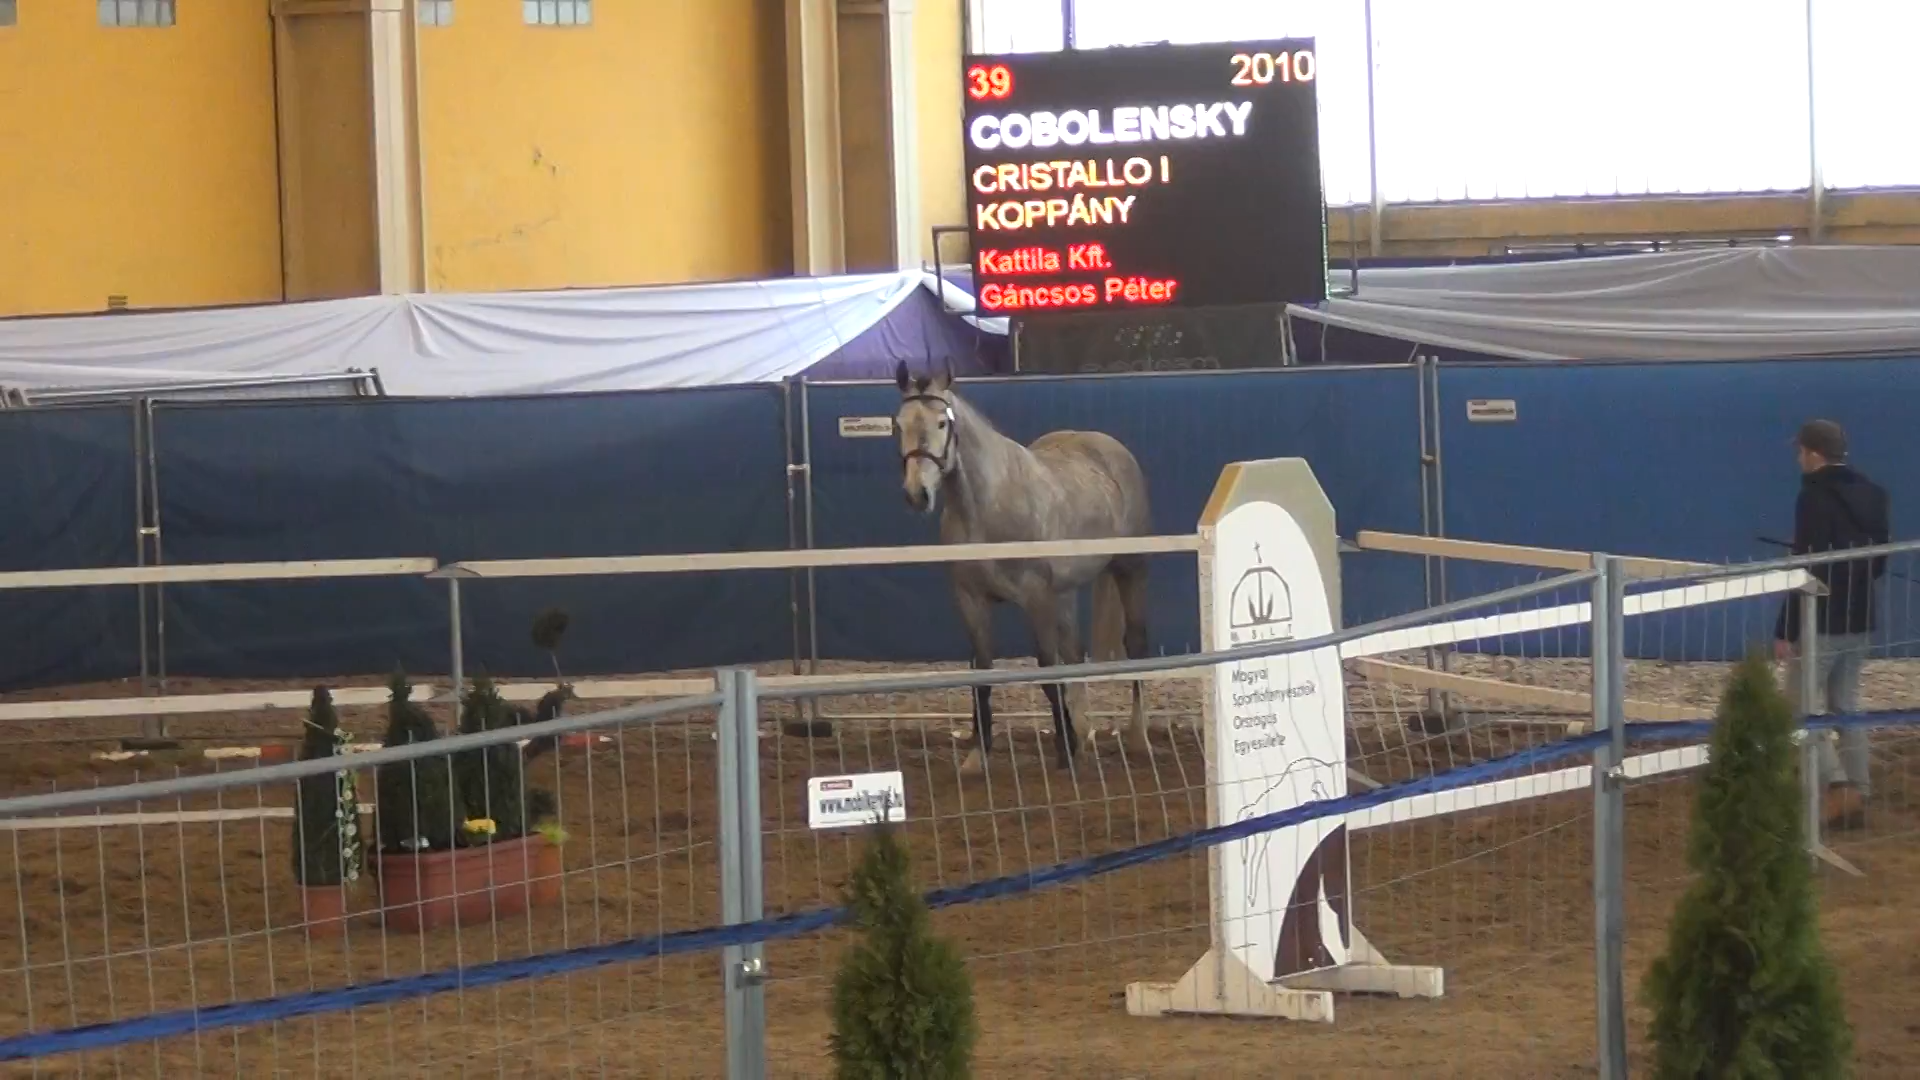 39 2010
COBOLENSKY
CRISTALLO I
KOPPÁNY
Kattila Kft.
Gáncsos Péter
M S L T
Magyar
Sportlótenyésztők
Országos
Egyesülete